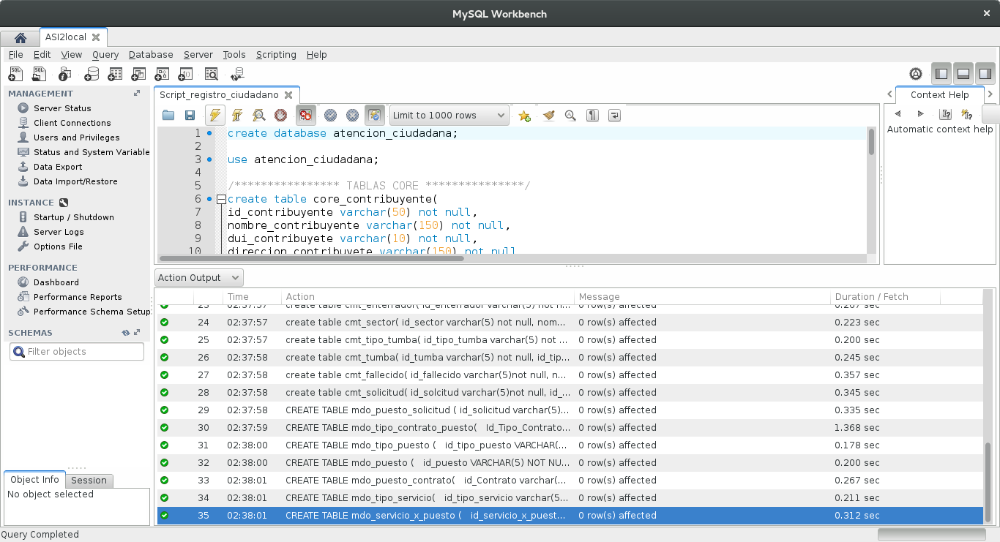 MySQL Workbench
ASI2local
File Edit View Query Database Server Tools Scripting Help
MANAGEMENT
Server Status
Client Connections
Users and Privileges
Status and System Variable
Data Export
Data Import/Restore
INSTANCE
Startup / Shutdown
Server Logs
Options File
PERFORMANCE
Dashboard
Performance Reports
Performance Schema Setup
SCHEMAS
Filter objects
Object Info Session
No object selected
Script_registro_ciudadano
Limit to 1000 rows
1 create database atencion_ciudadana;
2
3 use atencion_ciudadana;
4
5 /**************** TABLAS CORE ***************/
6 create table core_contribuyente(
7 id_contribuyente varchar(50) not null,
8 nombre_contribuyente varchar(150) not null,
9 dui_contribuyete varchar(10) not null,
10 direccion_contribuyete varchar(150) not null
Context Help
Automatic context help
Action Output
Time Action Message Duration / Fetch
23 02:37:57 create table cmt_enterrador( id_enterrador varchar(5) not n... 0 row(s) affected 0.207 sec
24 02:37:57 create table cmt_sector( id_sector varchar(5) not null, nom... 0 row(s) affected 0.223 sec
25 02:37:57 create table cmt_tipo_tumba( id_tipo_tumba varchar(5) not ... 0 row(s) affected 0.200 sec
26 02:37:58 create table cmt_tumba( id_tumba varchar(5) not null, id_tip... 0 row(s) affected 0.245 sec
27 02:37:58 create table cmt_fallecido( id_fallecido varchar(5)not null, n... 0 row(s) affected 0.357 sec
28 02:37:58 create table cmt_solicitud( id_solcitud varchar(5)not null, id_... 0 row(s) affected 0.345 sec
29 02:37:58 CREATE TABLE mdo_puesto_solicitud ( id_solicitud varchar(5)... 0 row(s) affected 0.335 sec
30 02:37:59 CREATE TABLE mdo_tipo_contrato_puesto( Id_Tipo_Contrato... 0 row(s) affected 1.368 sec
31 02:38:00 CREATE TABLE mdo_tipo_puesto ( id_tipo_puesto VARCHAR(... 0 row(s) affected 0.178 sec
32 02:38:00 CREATE TABLE mdo_puesto ( id_puesto VARCHAR(5) NOT NU... 0 row(s) affected 0.200 sec
33 02:38:01 CREATE TABLE mdo_puesto_contrato( id_Contrato varchar(... 0 row(s) affected 0.267 sec
34 02:38:01 CREATE TABLE mdo_tipo_servicio( id_tipo_servicio varchar(5... 0 row(s) affected 0.211 sec
35 02:38:01 CREATE TABLE mdo_servicio_x_puesto ( id_servicio_x_puest... 0 row(s) affected 0.312 sec
Query Completed